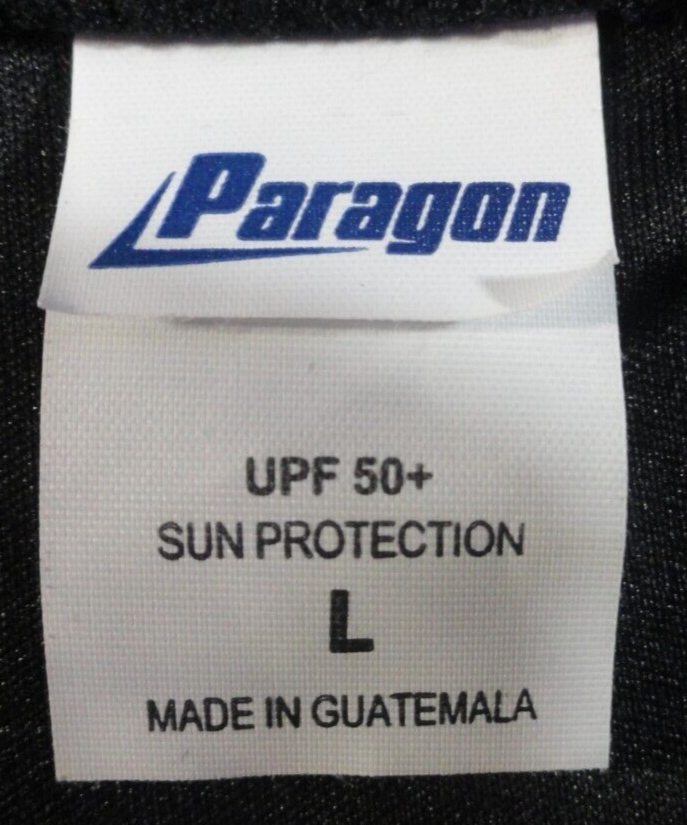 Paragon
UPF 50+
SUN PROTECTION
L
MADE IN GUATEMALA